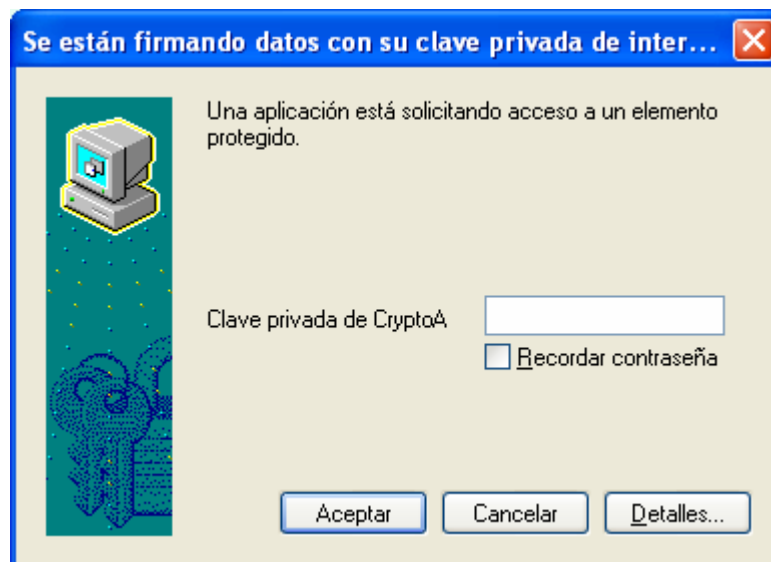 Se están firmando datos con su clave privada de inter...
Una aplicación está solicitando acceso a un elemento
protegido.
Clave privada de CryptoA
Recordar contraseña
Aceptar
Cancelar
Detalles...